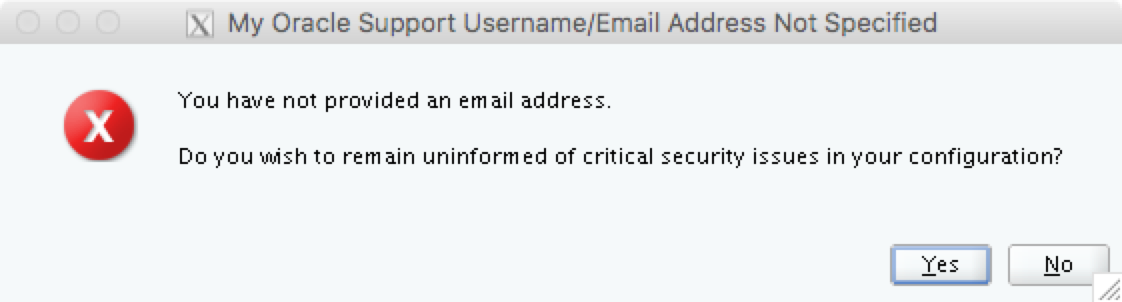 My Oracle Support Username/Email Address Not Specified
You have not provided an email address.
Do you wish to remain uninformed of critical security issues in your configuration?
Yes No